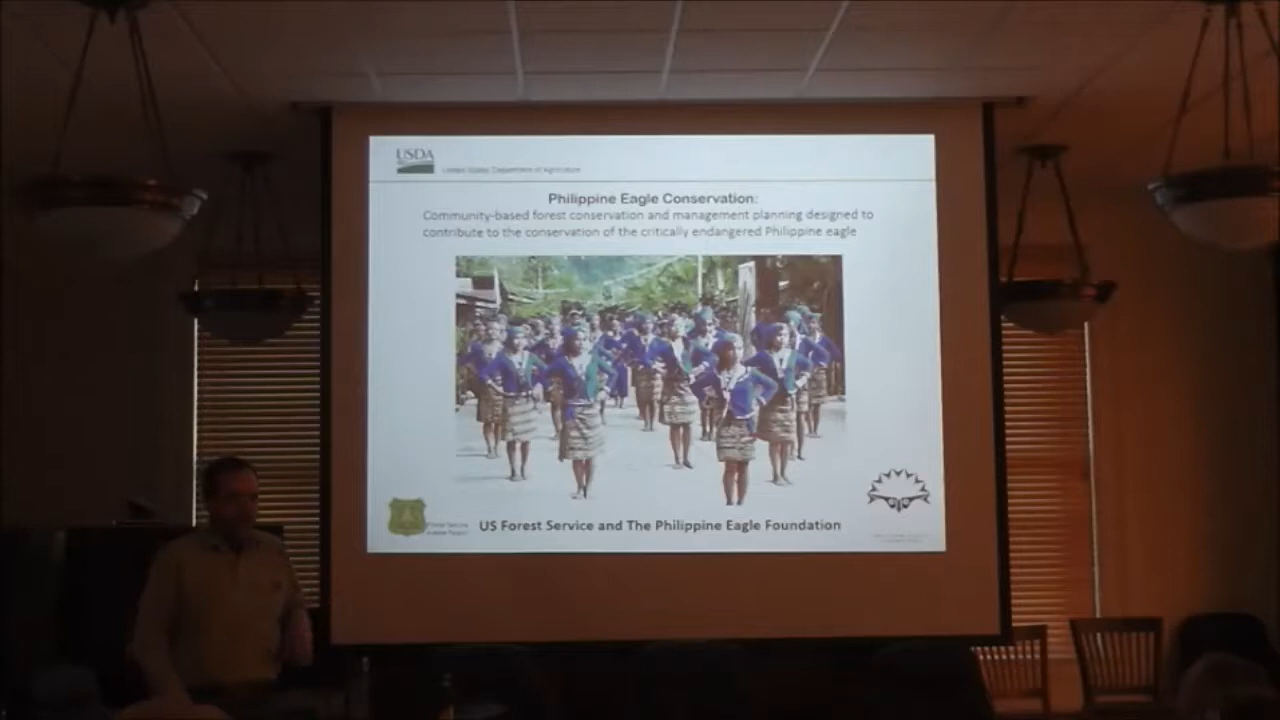 USDA
United States Department of Agriculture
Philippine Eagle Conservation:
Community-based forest conservation and management planning designed to
contribute to the conservation of the critically endangered Philippine eagle
US Forest Service and The Philippine Eagle Foundation